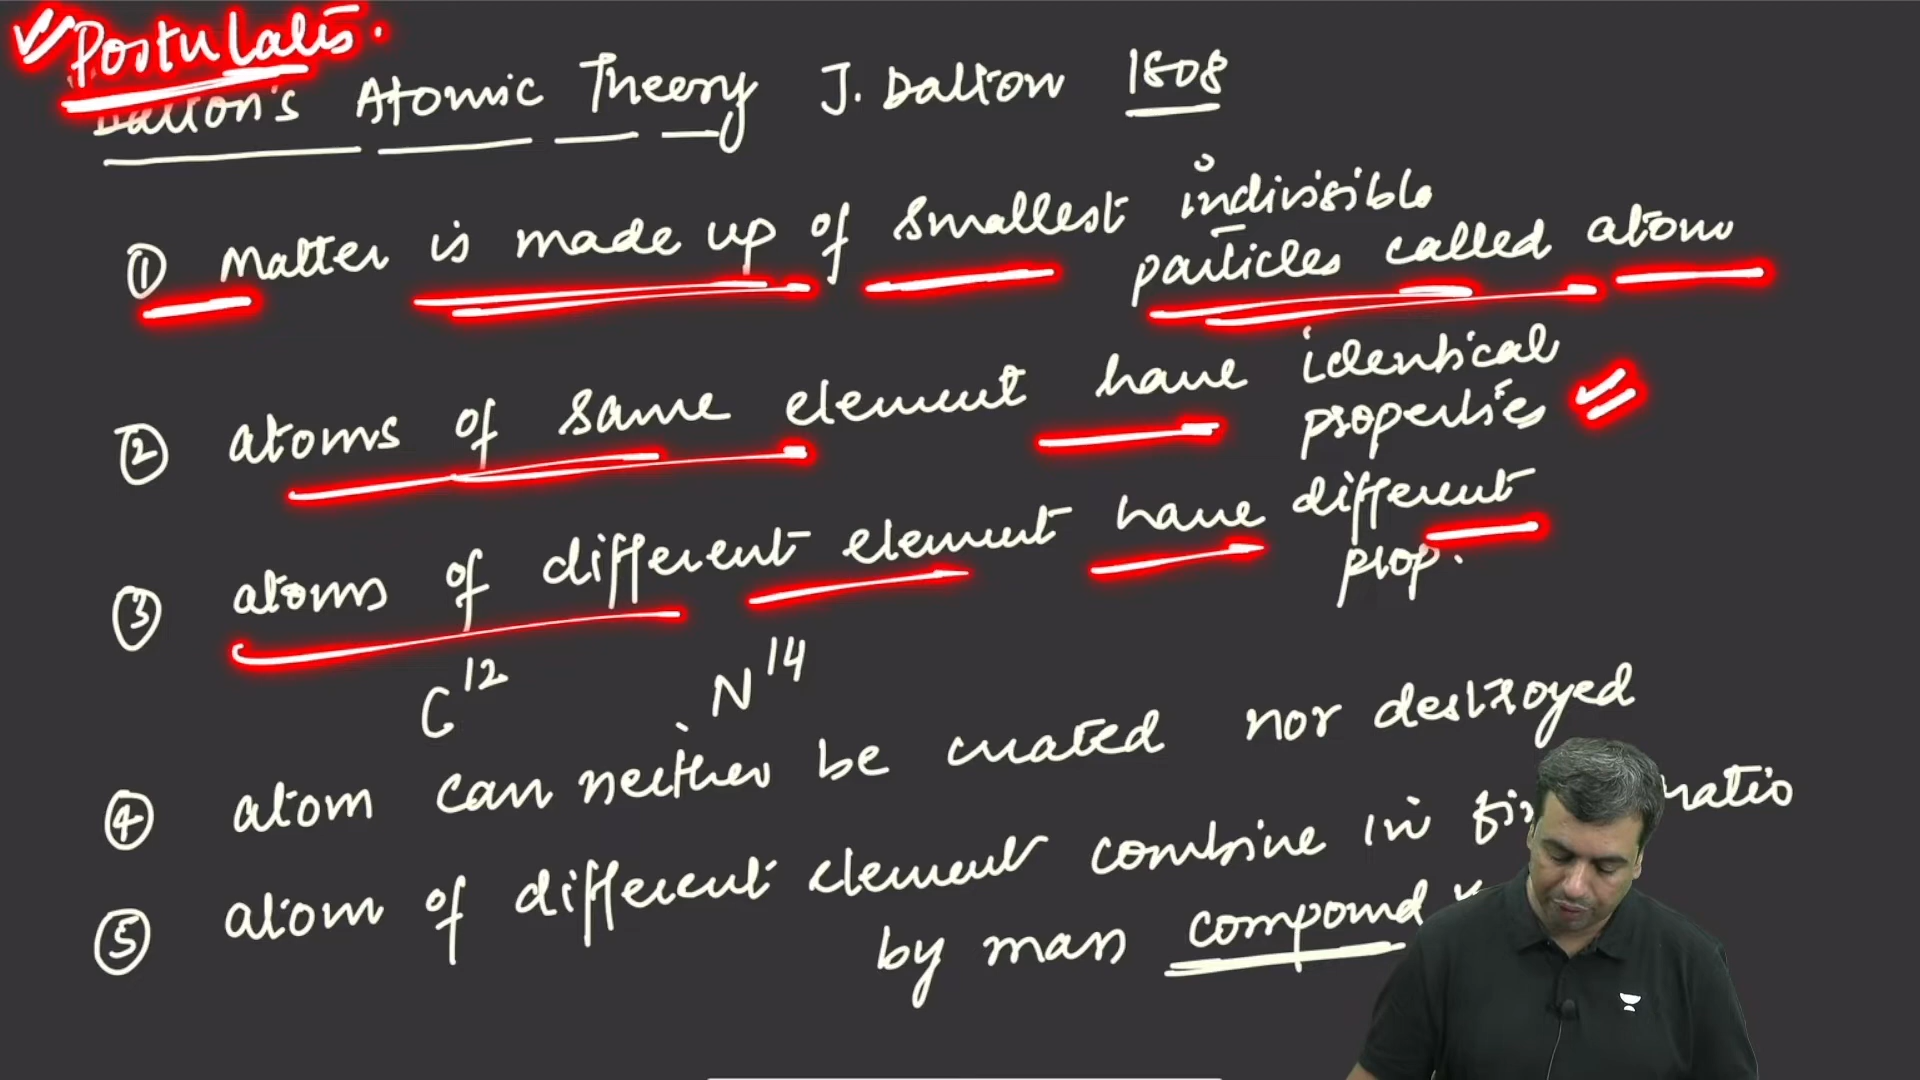 Postulates.
Dalton's Atomic Theory J. Dalton 1808
① Matter is made up of smallest indivisible
particles called atom
② atoms of same element have identical
properties
③ atoms of different element have different
prop.
C¹² N¹⁴
④ atom can neither be created nor destroyed
⑤ atom of different element combine in ratio
by mass compound